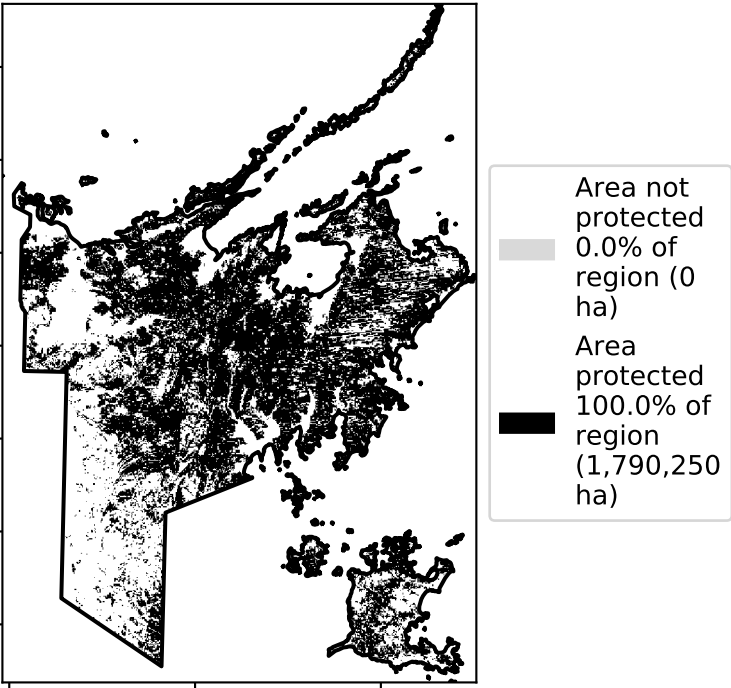 Area not
protected
0.0% of
region (0
ha)
Area
protected
100.0% of
region
(1,790,250
ha)